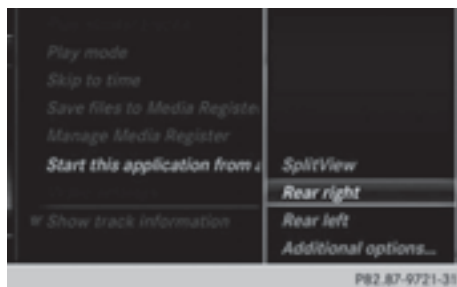 Play mode
Skip to time
Save files to Media Registe
Manage Media Register
Start this application from a
Show track information
SplitView
Rear right
Rear left
Additional options...
P82.87-9721-31